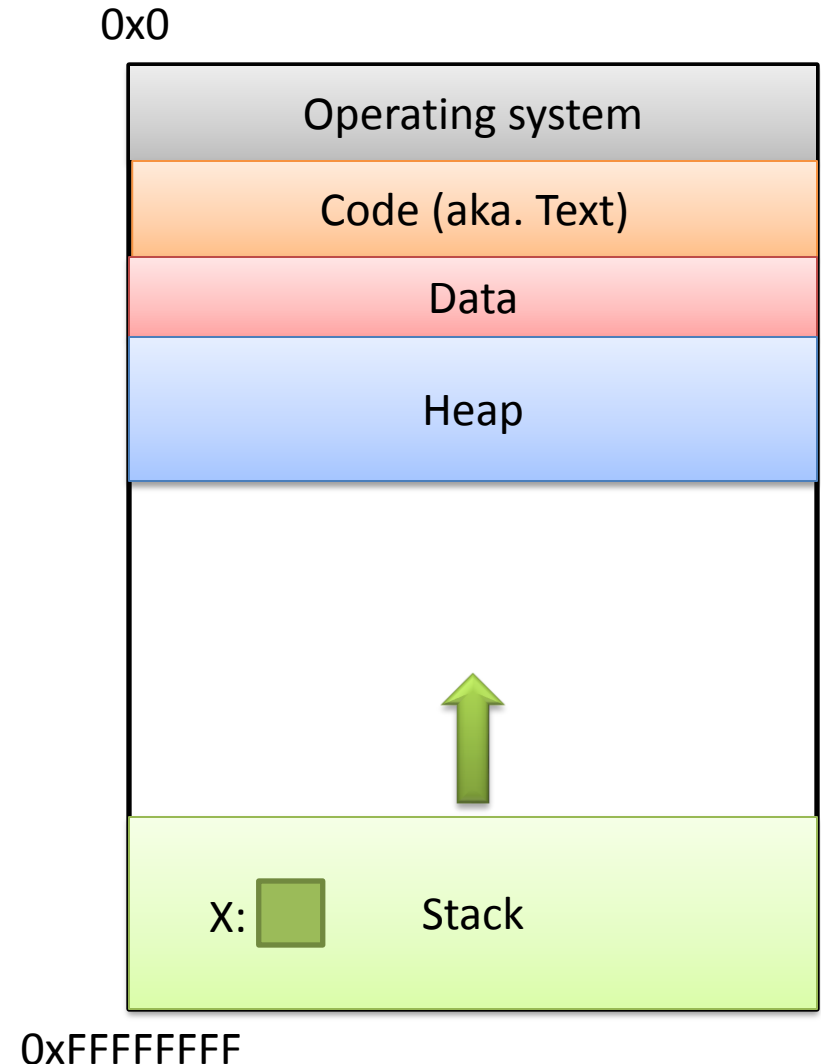 0x0
Operating system
Code (aka. Text)
Data
Heap
X: Stack
0xFFFFFFFF